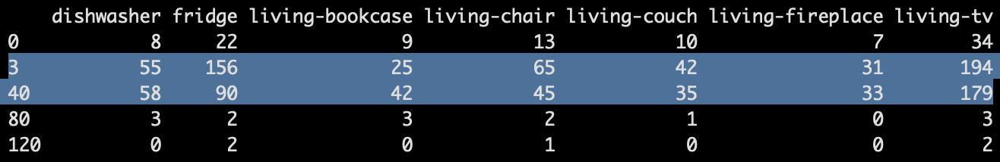 dishwasher fridge living-bookcase living-chair living-couch living-fireplace living-tv
0 8 22 9 13 10 7 34
3 55 156 25 65 42 31 194
40 58 90 42 45 35 33 179
80 3 2 3 2 1 0 3
120 0 2 0 1 0 0 2